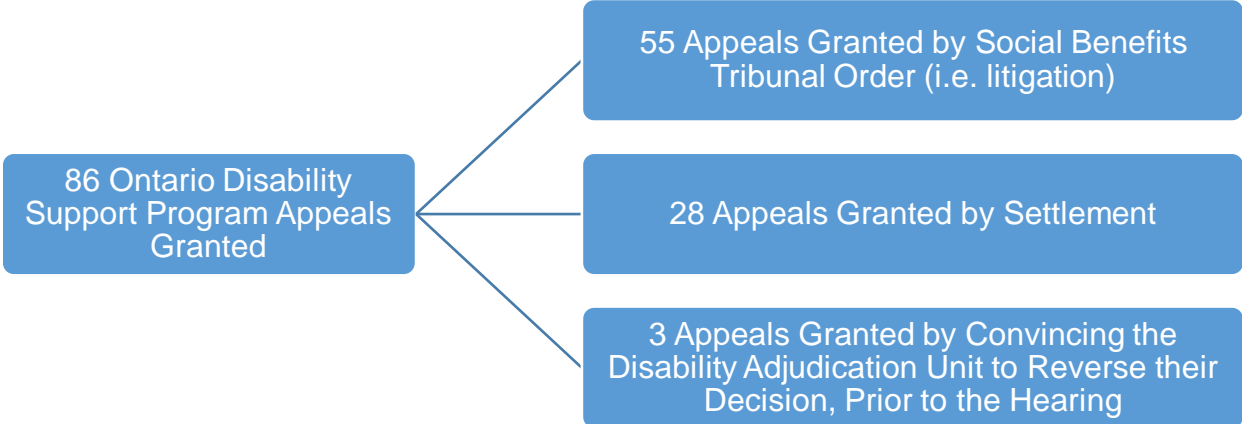 55 Appeals Granted by Social Benefits
Tribunal Order (i.e. litigation)
86 Ontario Disability
Support Program Appeals
Granted
28 Appeals Granted by Settlement
3 Appeals Granted by Convincing the
Disability Adjudication Unit to Reverse their
Decision, Prior to the Hearing